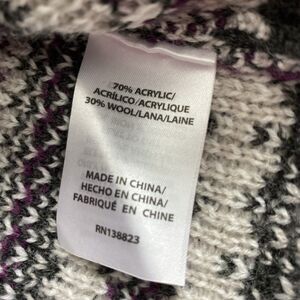 70% ACRYLIC/
ACRÍLICO/ACRYLIQUE
30% WOOL/LANA/LAINE
MADE IN CHINA/
HECHO EN CHINA/
FABRIQUÉ EN CHINE
RN138823